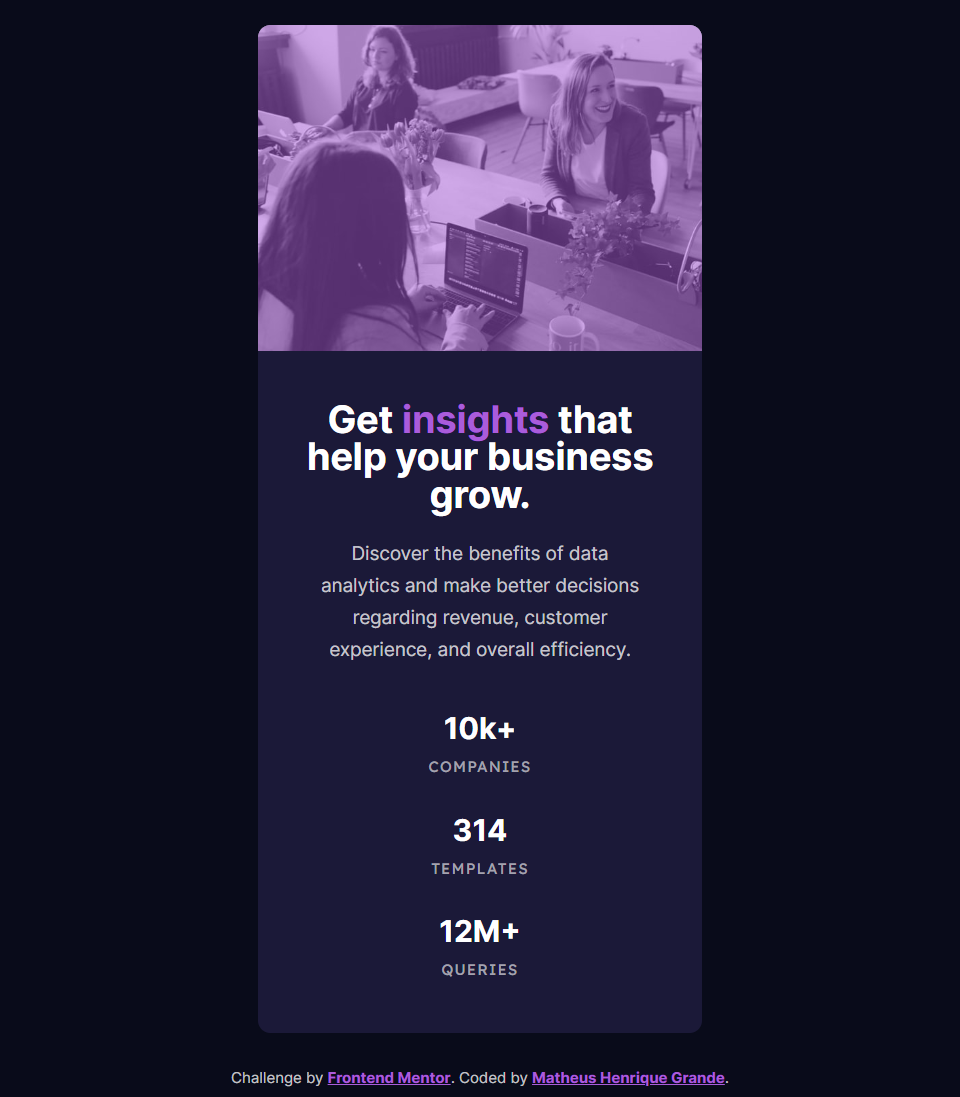 Get insights that
help your business
grow.
Discover the benefits of data
analytics and make better decisions
regarding revenue, customer
experience, and overall efficiency.
10k+
COMPANIES
314
TEMPLATES
12M+
QUERIES
Challenge by Frontend Mentor. Coded by Matheus Henrique Grande.